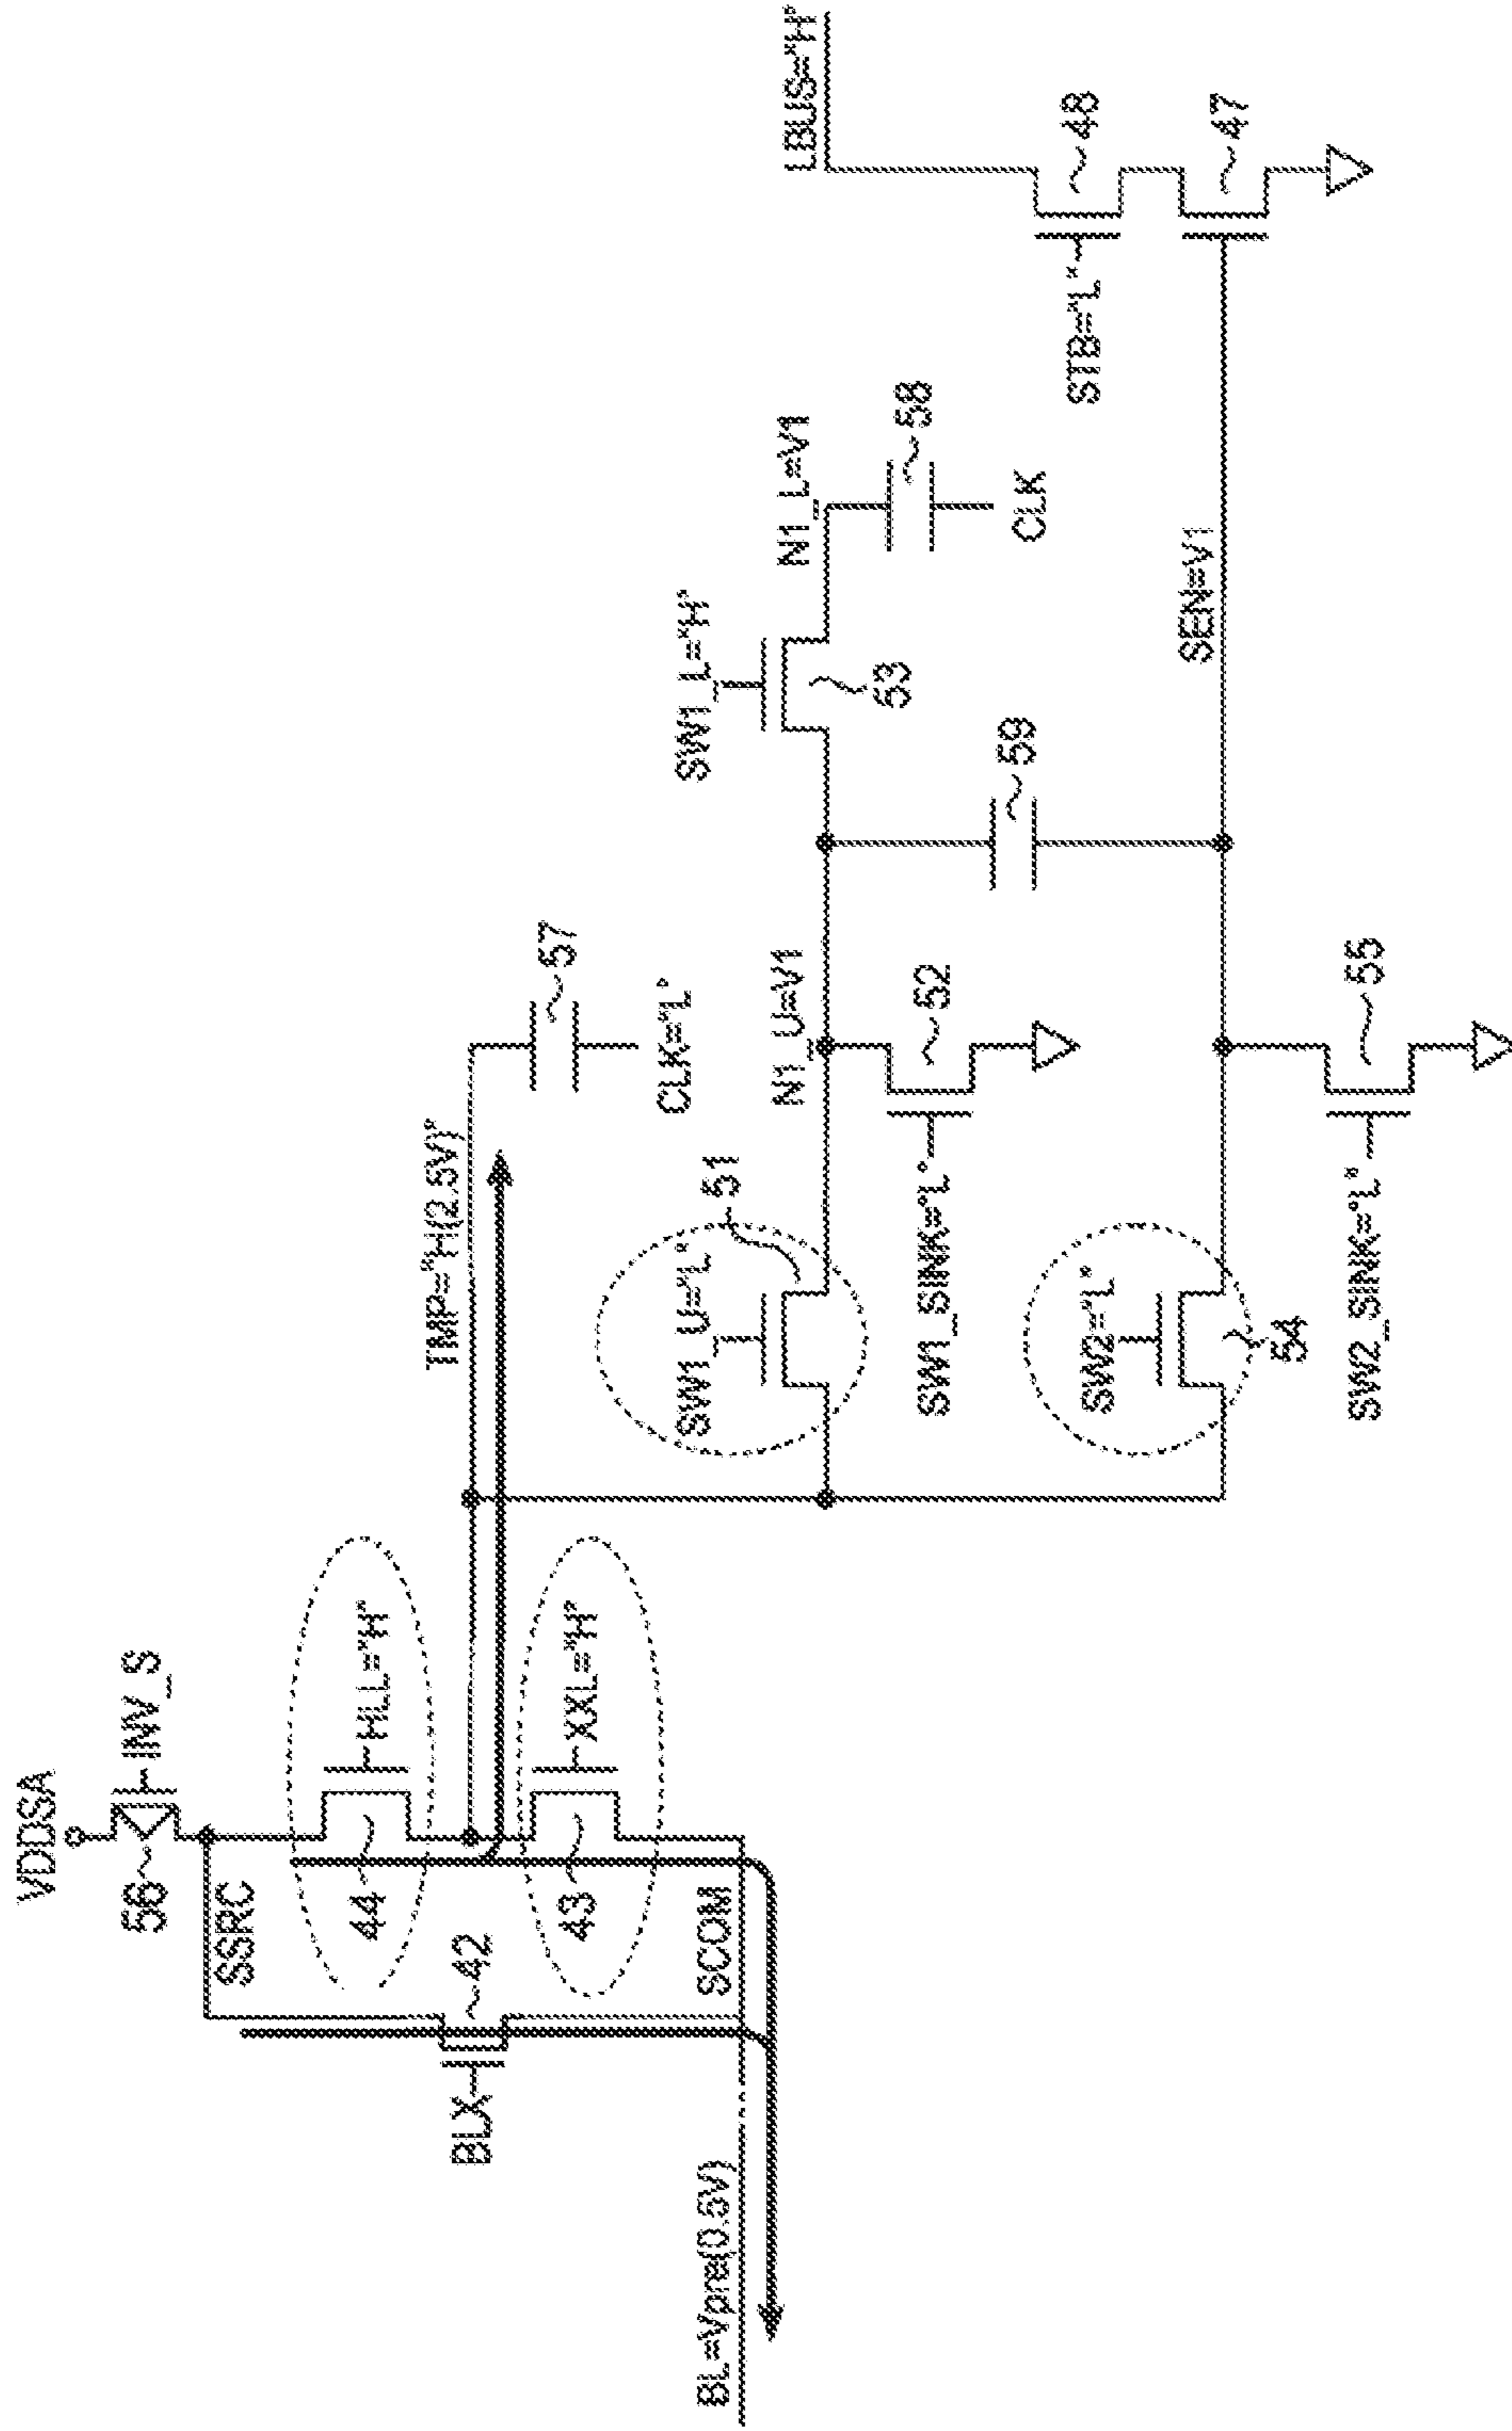 VDDSA
56
INV_S
SSRC
44
HLL="H"
BLX
42
43
XXL="H"
SCOM
BL=Vpre(0.5V)
TMP="H(2.5V)"
57
CLK="L"
SW1_U="L"
51
N1_U=V1
SW1_L="H"
53
N1_L=V1
58
CLK
LBUS="H"
SW1_SINK="L"
52
59
STB="L"
48
SW2="L"
54
SEN=V1
47
SW2_SINK="L"
55